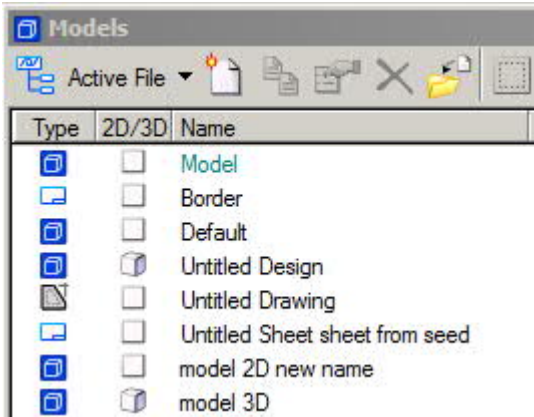 Models
Active File
Type 2D/3D Name
Model
Border
Default
Untitled Design
Untitled Drawing
Untitled Sheet sheet from seed
model 2D new name
model 3D